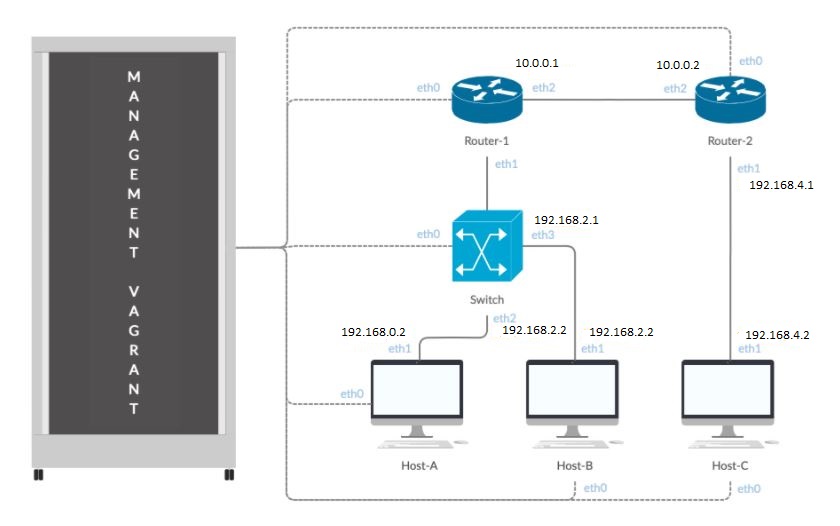 MANAGEMENT VAGRANT
eth0
10.0.0.1
10.0.0.2
eth0
eth2
eth2
Router-1
Router-2
eth1
eth1
192.168.4.1
eth0
192.168.2.1
eth3
Switch
eth2
192.168.0.2
192.168.2.2
192.168.2.2
192.168.4.2
eth1
eth1
eth1
eth0
Host-A
Host-B
Host-C
eth0
eth0